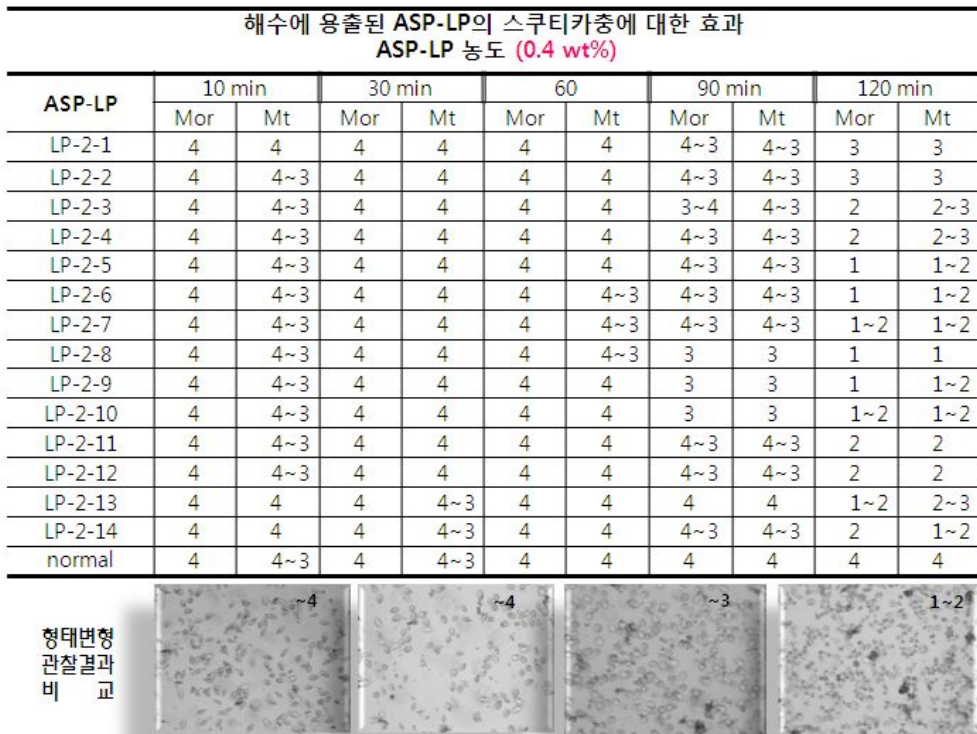 해수에 용출된 ASP-LP의 스쿠티카충에 대한 효과
ASP-LP 농도 (0.4 wt%)
ASP-LP 10 min 30 min 60 90 min 120 min
Mor Mt Mor Mt Mor Mt Mor Mt Mor Mt
LP-2-1 4 4 4 4 4 4 4~3 4~3 3 3
LP-2-2 4 4~3 4 4 4 4 4~3 4~3 3 3
LP-2-3 4 4~3 4 4 4 4 3~4 4~3 2 2~3
LP-2-4 4 4~3 4 4 4 4 4~3 4~3 2 2~3
LP-2-5 4 4~3 4 4 4 4 4~3 4~3 1 1~2
LP-2-6 4 4~3 4 4 4 4~3 4~3 4~3 1 1~2
LP-2-7 4 4~3 4 4 4 4~3 4~3 4~3 1~2 1~2
LP-2-8 4 4~3 4 4 4 4~3 3 3 1 1
LP-2-9 4 4~3 4 4 4 4 3 3 1 1~2
LP-2-10 4 4~3 4 4 4 4 3 3 1~2 1~2
LP-2-11 4 4~3 4 4 4 4 4~3 4~3 2 2
LP-2-12 4 4~3 4 4 4 4 4~3 4~3 2 2
LP-2-13 4 4 4 4~3 4 4 4 4 1~2 2~3
LP-2-14 4 4 4 4~3 4 4 4~3 4~3 2 1~2
normal 4 4~3 4 4~3 4 4 4 4 4 4
~4 ~4 ~3 1~2
형태변형
관찰결과
비 교